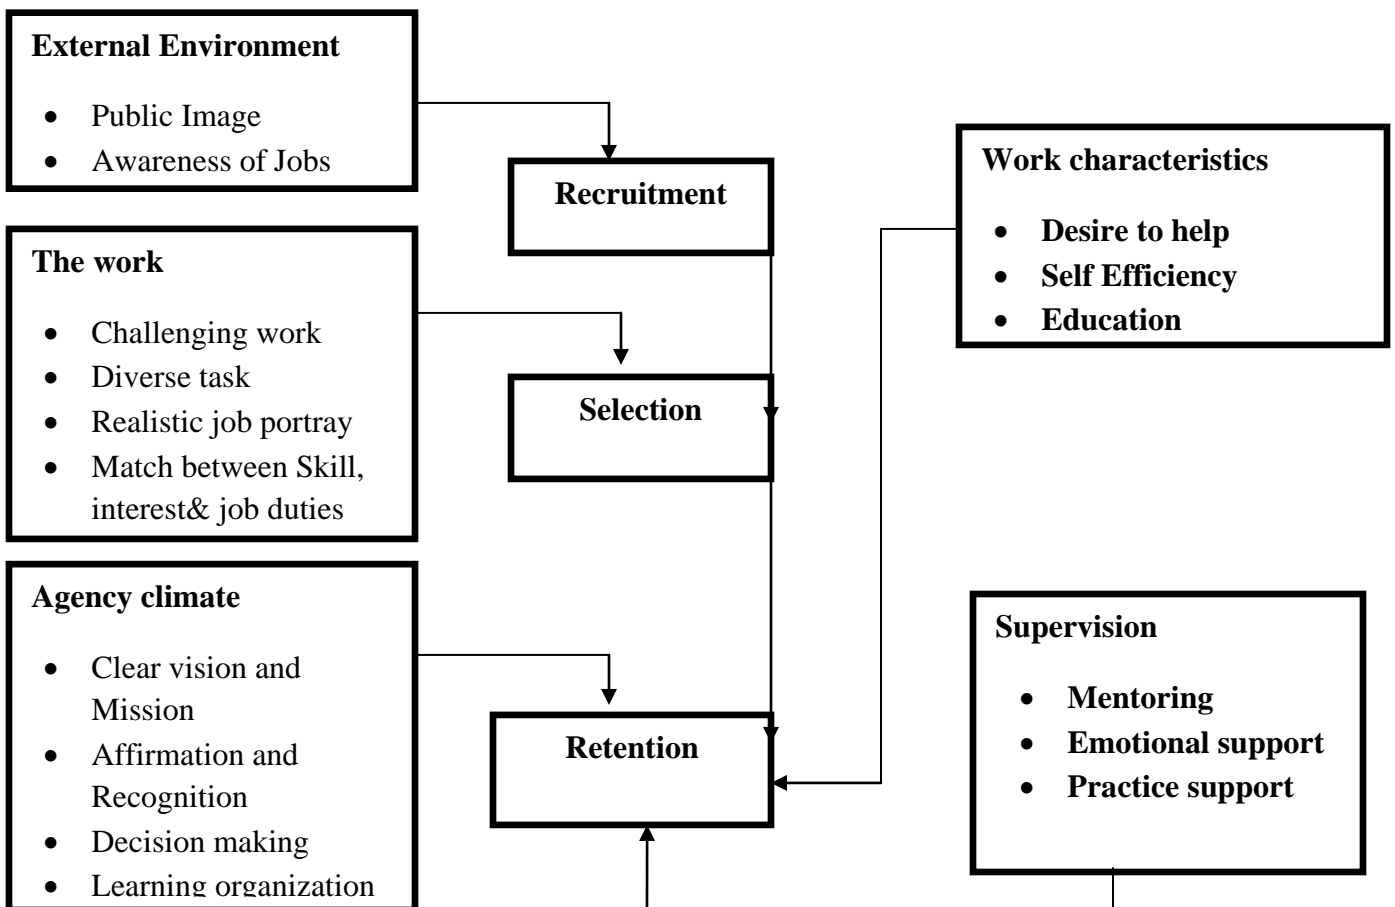 External Environment
• Public Image
• Awareness of Jobs
Recruitment
Work characteristics
• Desire to help
• Self Efficiency
• Education
The work
• Challenging work
• Diverse task
• Realistic job portray
• Match between Skill,
interest& job duties
Selection
Agency climate
• Clear vision and
Mission
• Affirmation and
Recognition
• Decision making
• Learning organization
Retention
Supervision
• Mentoring
• Emotional support
• Practice support